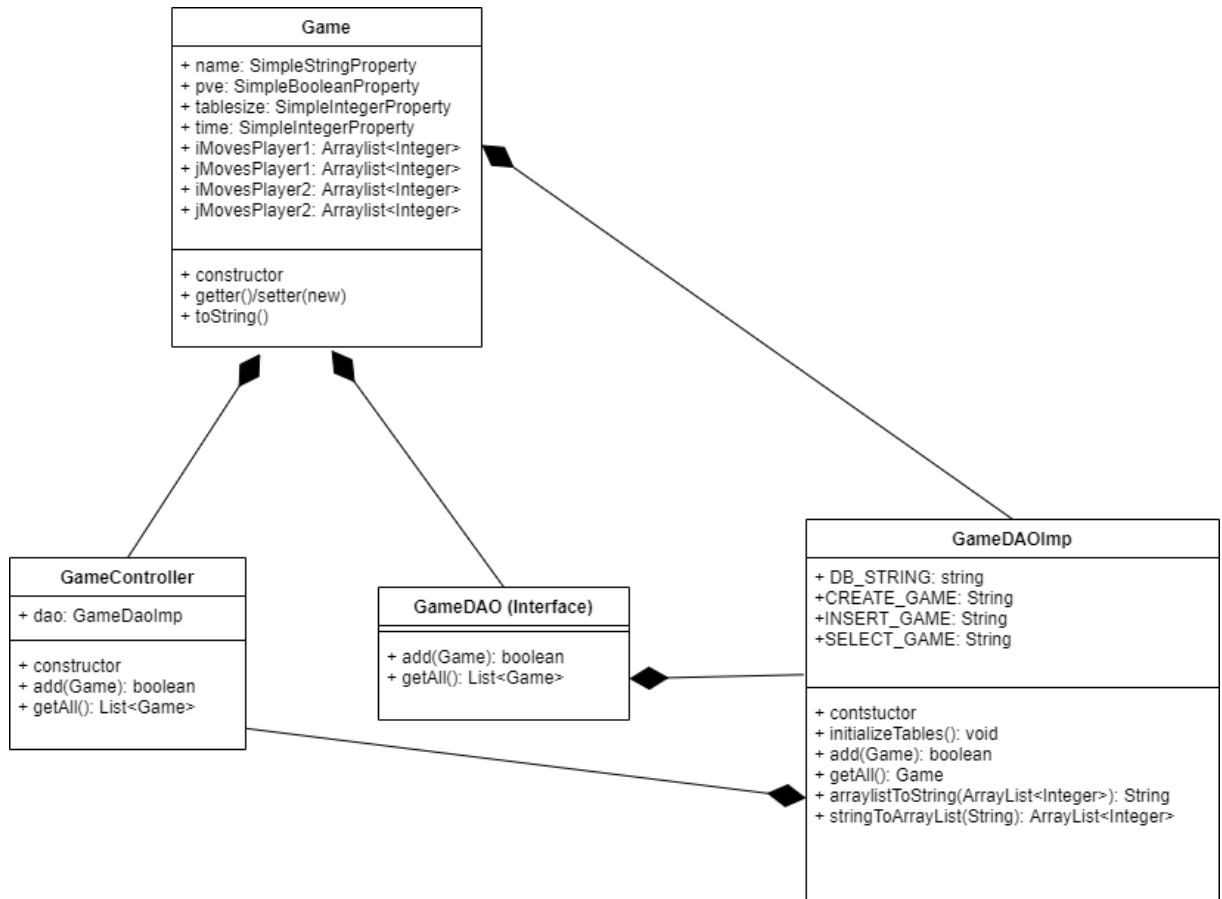 Game
+ name: SimpleStringProperty
+ pve: SimpleBooleanProperty
+ tablesize: SimpleIntegerProperty
+ time: SimpleIntegerProperty
+ iMovesPlayer1: Arraylist<Integer>
+ jMovesPlayer1: Arraylist<Integer>
+ iMovesPlayer2: Arraylist<Integer>
+ jMovesPlayer2: Arraylist<Integer>
+ constructor
+ getter()/setter(new)
+ toString()
GameController
+ dao: GameDaoImp
+ constructor
+ add(Game): boolean
+ getAll(): List<Game>
GameDAO (Interface)
+ add(Game): boolean
+ getAll(): List<Game>
GameDAOImp
+ DB_STRING: string
+CREATE_GAME: String
+INSERT_GAME: String
+SELECT_GAME: String
+ contstuctor
+ initializeTables(): void
+ add(Game): boolean
+ getAll(): Game
+ arraylistToString(ArrayList<Integer>): String
+ stringToArrayList(String): ArrayList<Integer>